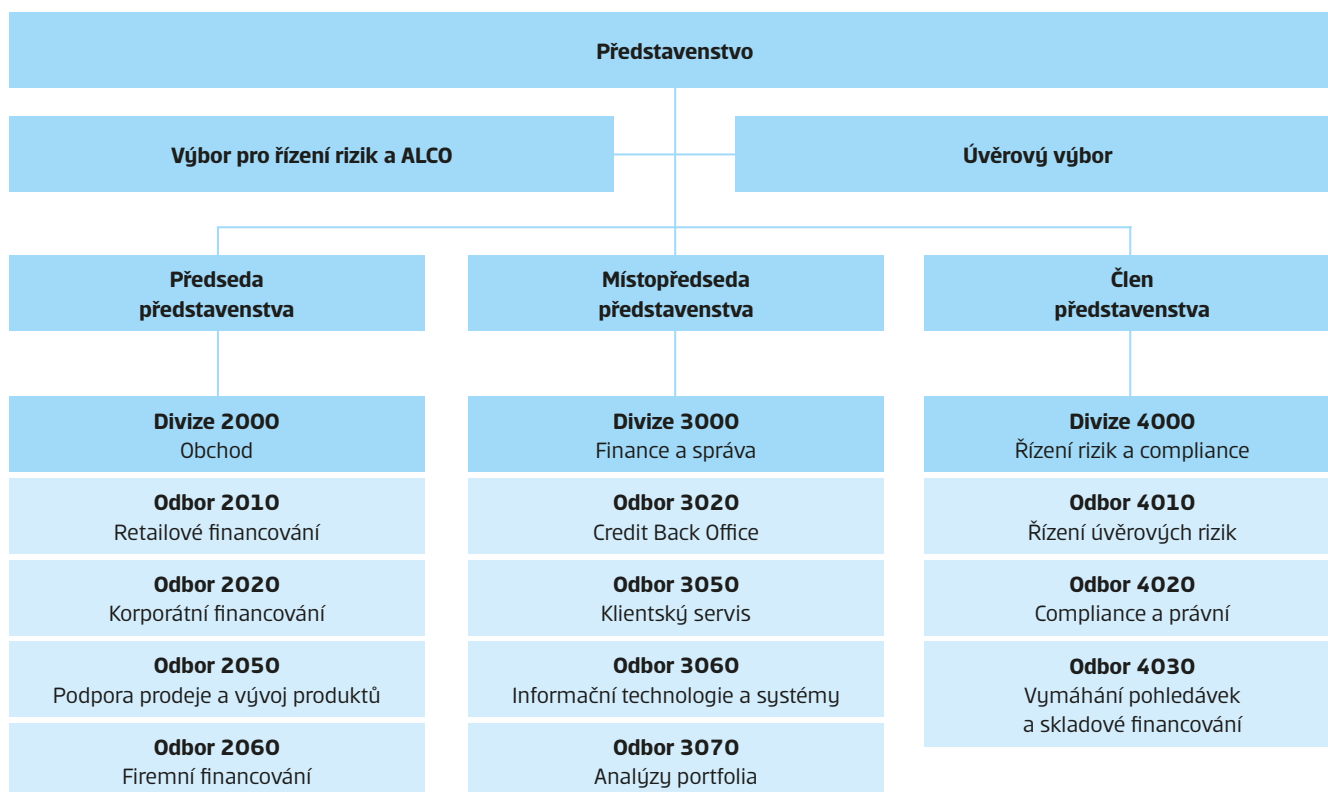 Představenstvo
Výbor pro řízení rizik a ALCO
Úvěrový výbor
Předseda
představenstva
Místopředseda
představenstva
Člen
představenstva
Divize 2000
Obchod
Odbor 2010
Retailové financování
Odbor 2020
Korporátní financování
Odbor 2050
Podpora prodeje a vývoj produktů
Odbor 2060
Firemní financování
Divize 3000
Finance a správa
Odbor 3020
Credit Back Office
Odbor 3050
Klientský servis
Odbor 3060
Informační technologie a systémy
Odbor 3070
Analýzy portfolia
Divize 4000
Řízení rizik a compliance
Odbor 4010
Řízení úvěrových rizik
Odbor 4020
Compliance a právní
Odbor 4030
Vymáhání pohledávek
a skladové financování